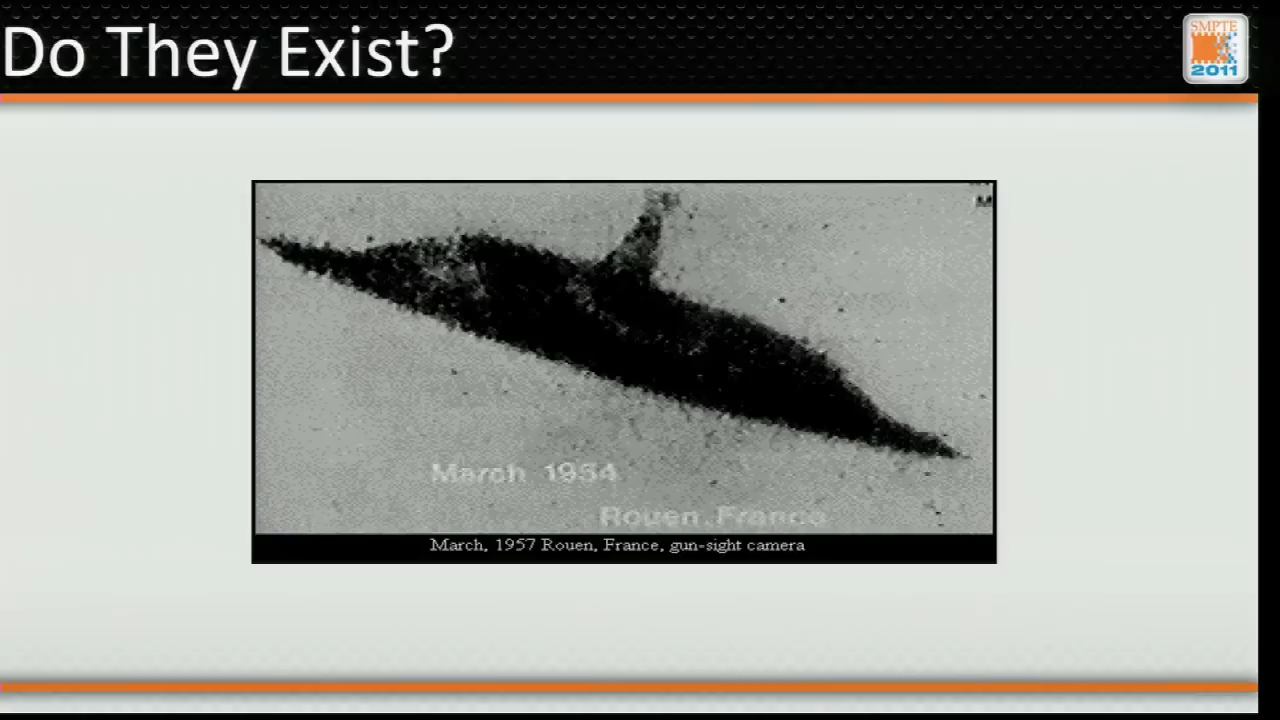 Do They Exist?
SMPTE
2011
March 1954
Rouen, France
March, 1957 Rouen, France, gun-sight camera